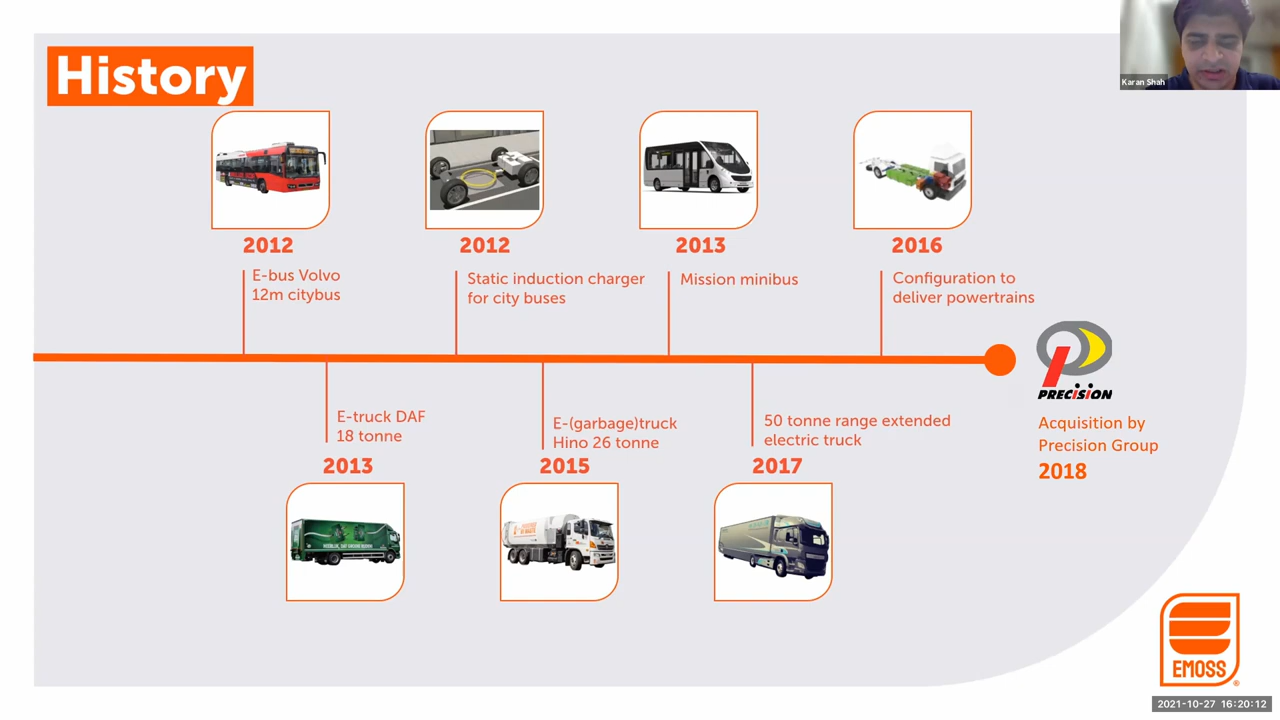 History
Karan Shah
2012
E-bus Volvo
12m citybus
2012
Static induction charger
for city buses
2013
Mission minibus
2016
Configuration to
deliver powertrains
E-truck DAF
18 tonne
2013
E-(garbage)truck
Hino 26 tonne
2015
50 tonne range extended
electric truck
2017
PRECISION
Acquisition by
Precision Group
2018
EMOSS
®
2021-10-27 16:20:12